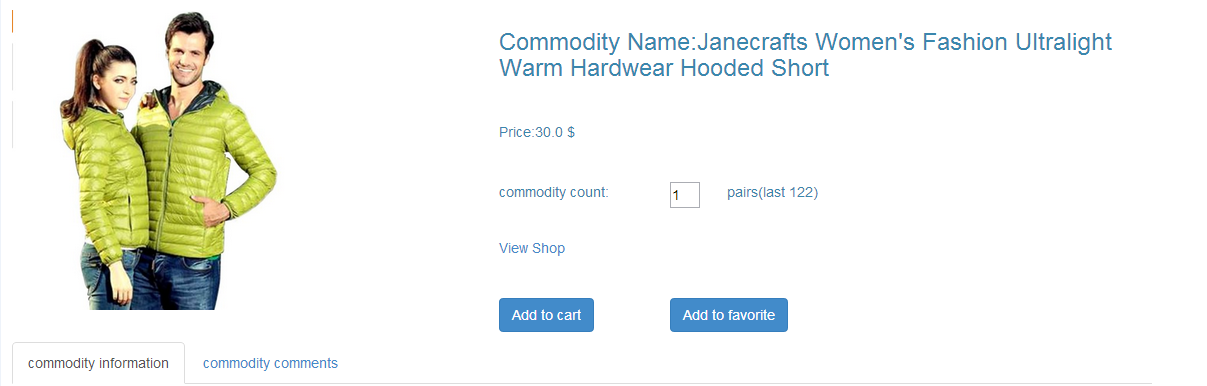 Commodity Name:Janecrafts Women's Fashion Ultralight
Warm Hardwear Hooded Short
Price:30.0 $
commodity count: 1 pairs(last 122)
View Shop
Add to cart Add to favorite
commodity information commodity comments